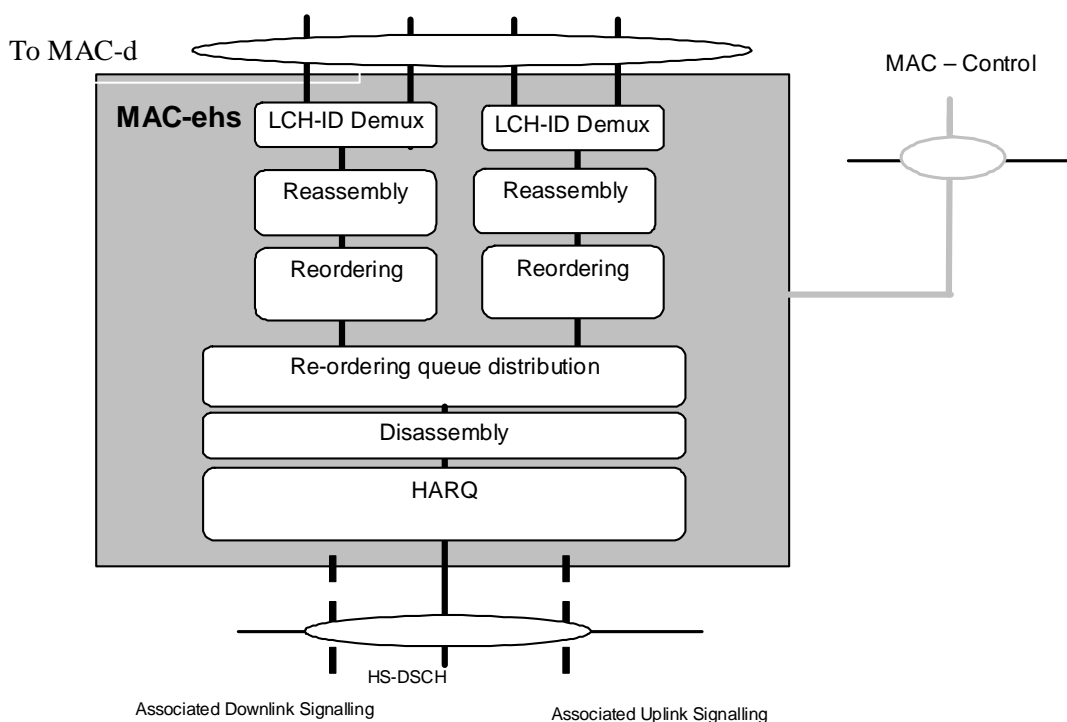 To MAC-d
MAC – Control
MAC-ehs
LCH-ID Demux
LCH-ID Demux
Reassembly
Reassembly
Reordering
Reordering
Re-ordering queue distribution
Disassembly
HARQ
HS-DSCH
Associated Downlink Signalling
Associated Uplink Signalling